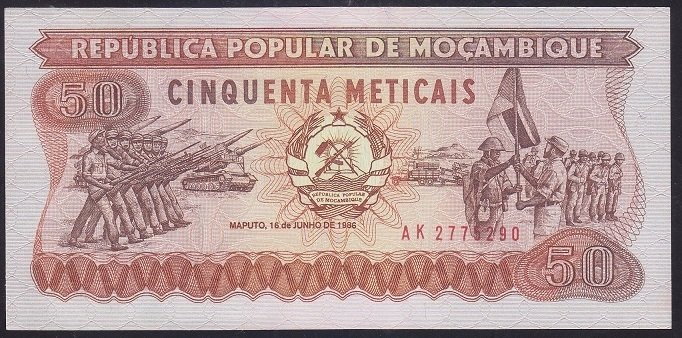 REPÚBLICA POPULAR DE MOÇAMBIQUE
50
CINQUENTA METICAIS
REPÚBLICA POPULAR
DE MOÇAMBIQUE
MAPUTO, 16 de JUNHO DE 1986
AK 2775290
50